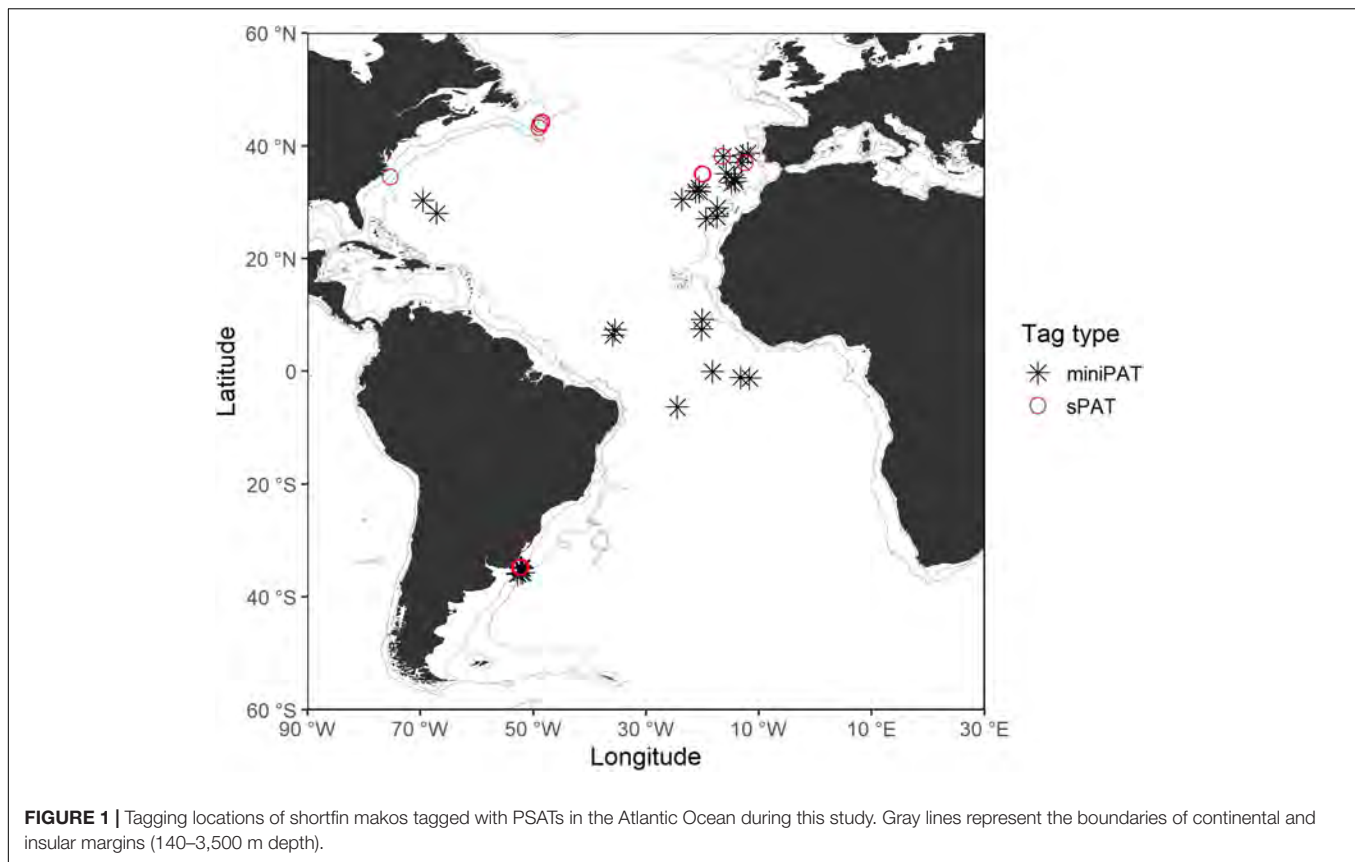 60 °N
40 °N
20 °N
0
20 °S
40 °S
60 °S
Latitude
90 °W 70 °W 50 °W 30 °W 10 °W 10 °E 30 °E
Longitude
Tag type
miniPAT
sPAT
FIGURE 1 | Tagging locations of shortfin makos tagged with PSATs in the Atlantic Ocean during this study. Gray lines represent the boundaries of continental and
insular margins (140–3,500 m depth).